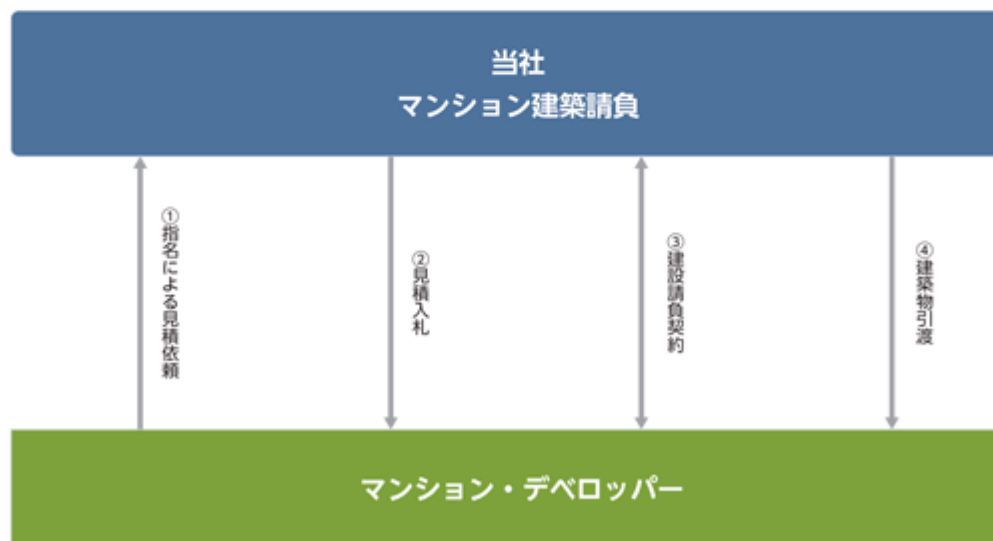 当社
マンション建築請負
①指名による見積依頼
②見積入札
③建設請負契約
④建築物引渡
マンション・デベロッパー